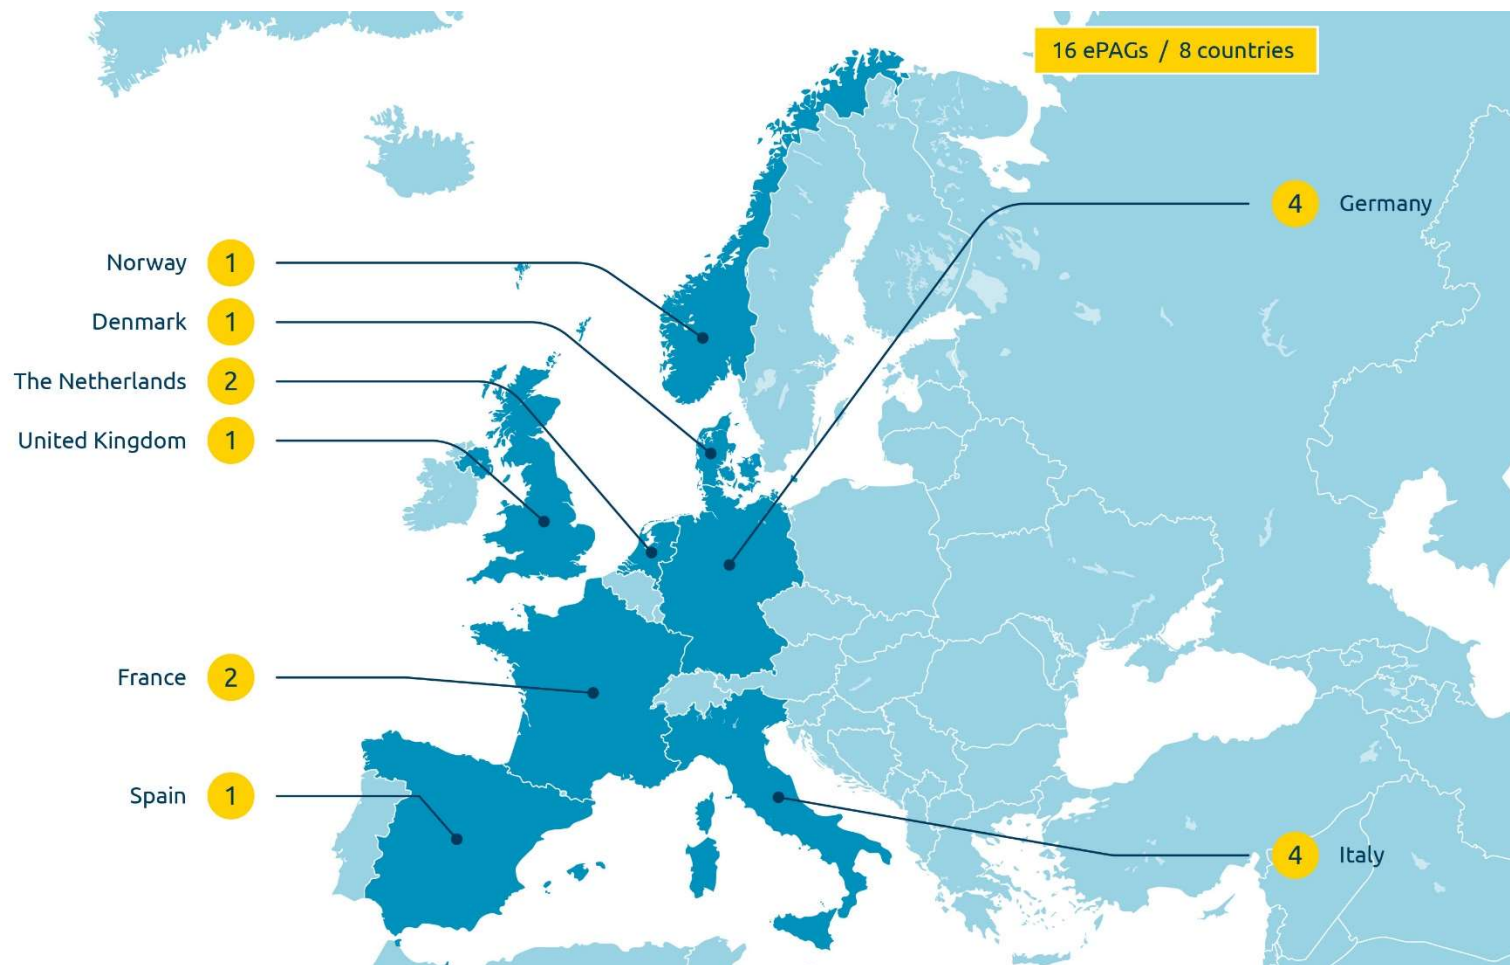 16 ePAGs / 8 countries
4 Germany
Norway 1
Denmark 1
The Netherlands 2
United Kingdom 1
France 2
Spain 1
4 Italy